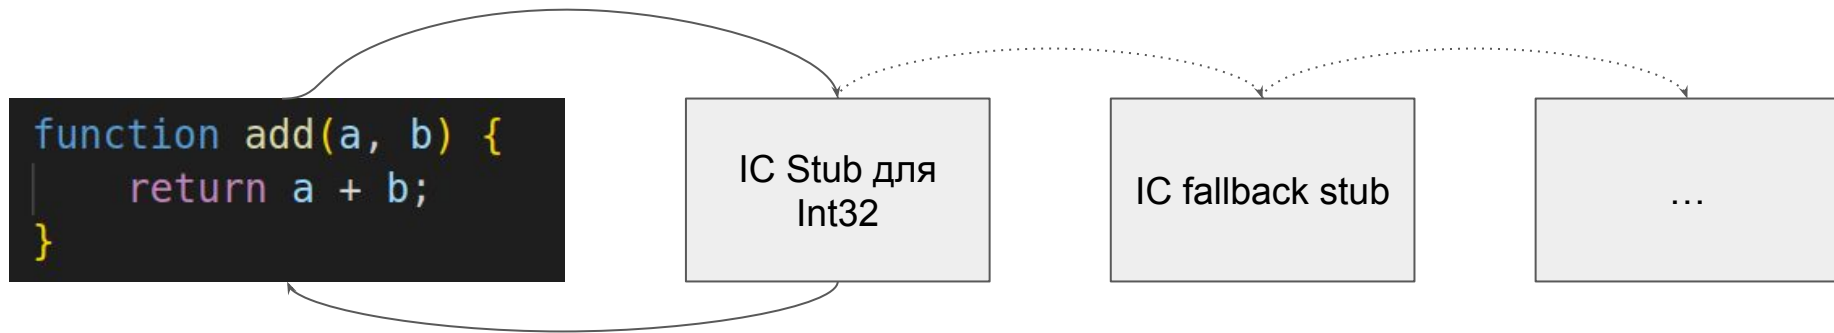 function add(a, b) {
    return a + b;
}
IC Stub для
Int32
IC fallback stub
...